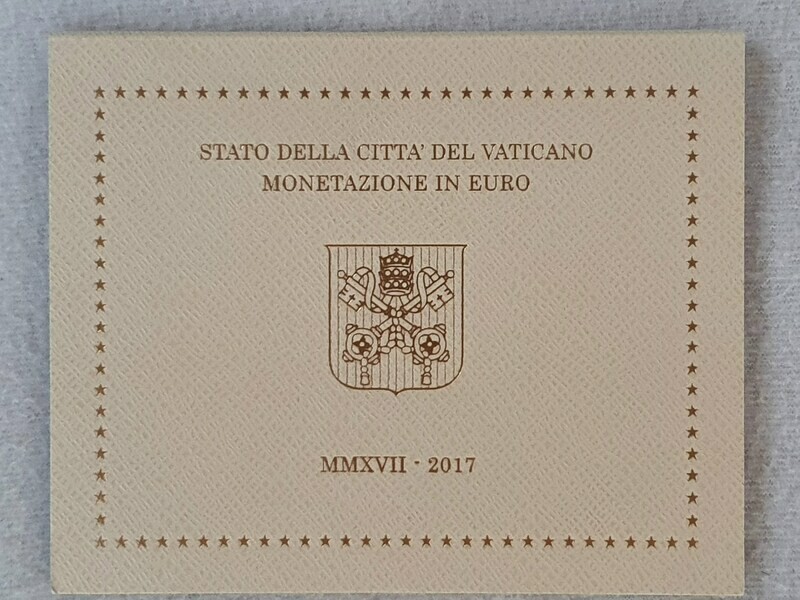 STATO DELLA CITTA' DEL VATICANO
MONETAZIONE IN EURO
MMXVII - 2017